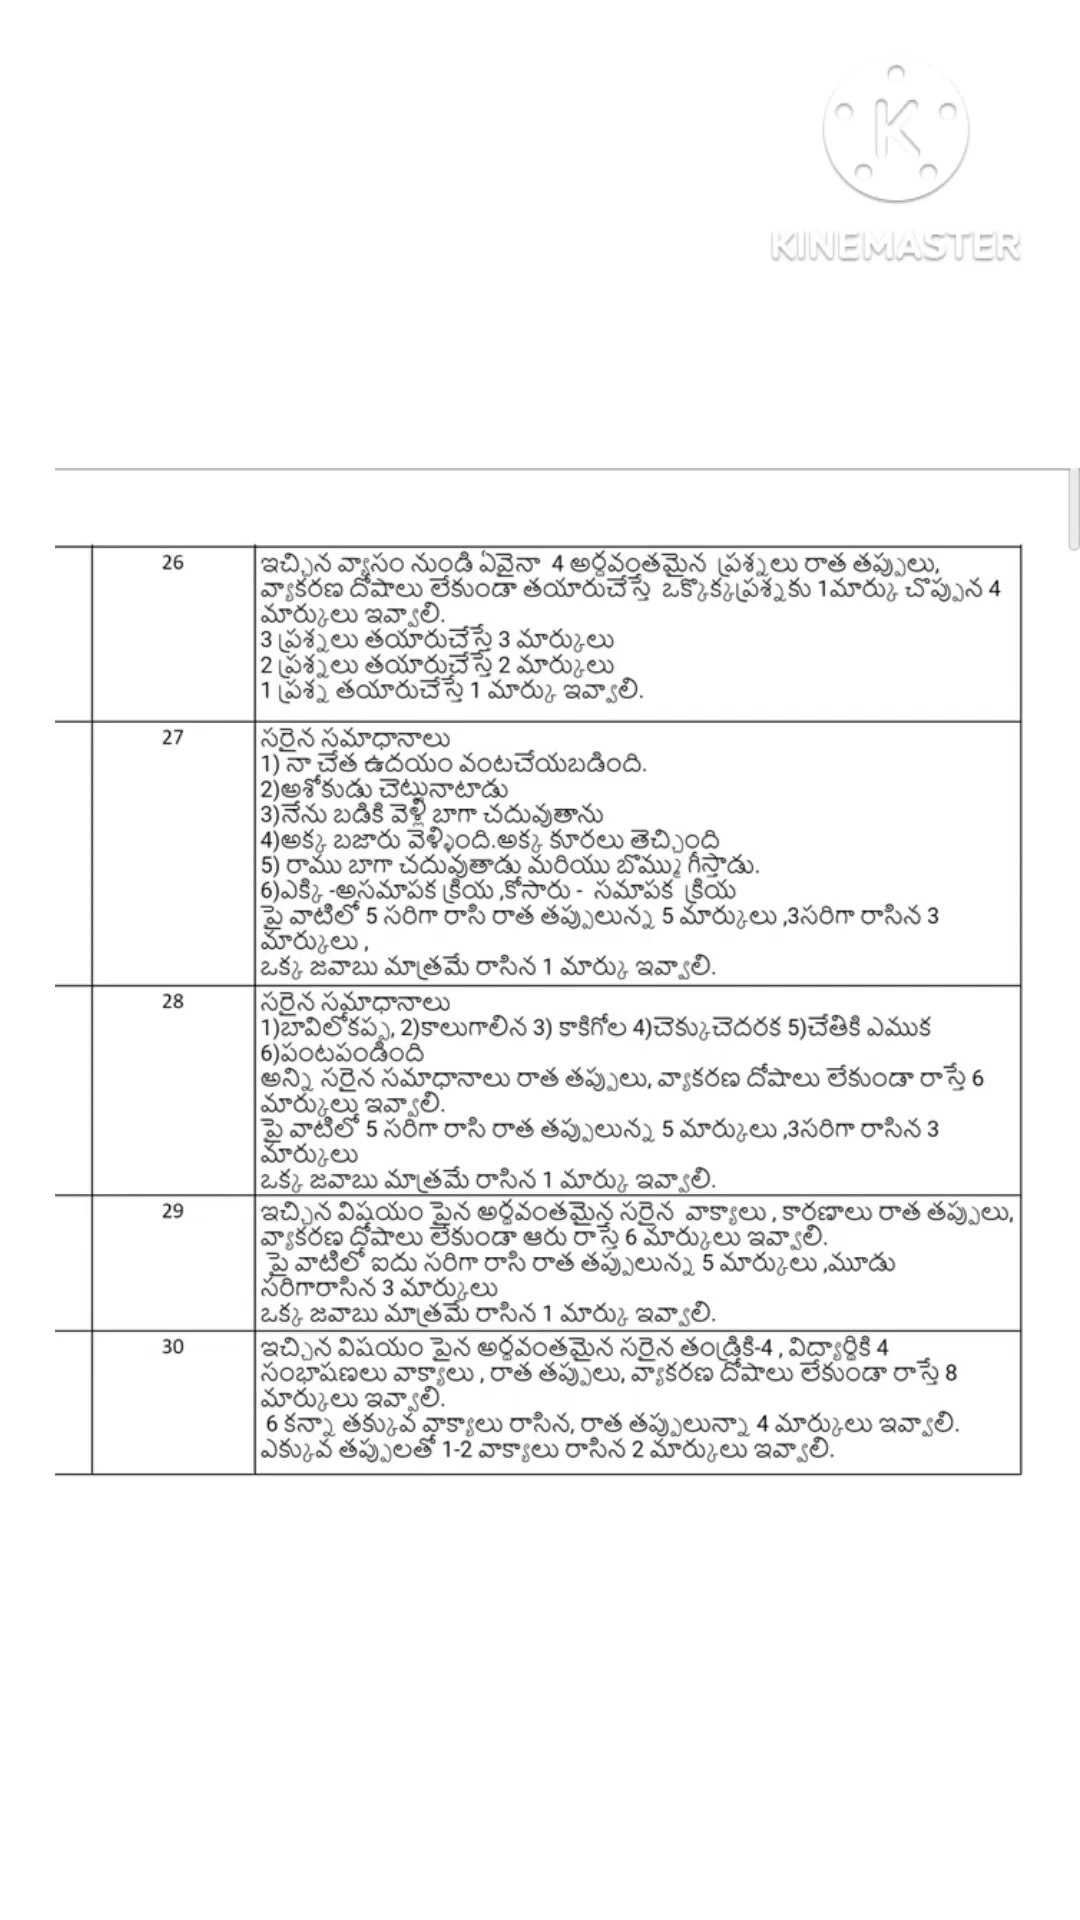 KINEMASTER
26
ఇచ్చిన వ్యాసం నుండి ఏవైనా 4 అర్థవంతమైన ప్రశ్నలు రాత తప్పులు,
వ్యాకరణ దోషాలు లేకుండా తయారుచేస్తే ఒక్కొక్కప్రశ్నకు 1మార్కు చొప్పున 4
మార్కులు ఇవ్వాలి.
3 ప్రశ్నలు తయారుచేస్తే 3 మార్కులు
2 ప్రశ్నలు తయారుచేస్తే 2 మార్కులు
1 ప్రశ్న తయారుచేస్తే 1 మార్కు ఇవ్వాలి.
27
సరైన సమాధానాలు
1) నా చేత ఉదయం వంటచేయబడింది.
2)అశోకుడు చెట్లునాటాడు
3)నేను బడికి వెళ్లి బాగా చదువుతాను
4)అక్క బజారు వెళ్ళింది.అక్క కూరలు తెచ్చింది
5) రాము బాగా చదువుతాడు మరియు బొమ్మ గీస్తాడు.
6)ఎక్కి -అసమాపక క్రియ ,కోసారు - సమాపక క్రియ
పై వాటిలో 5 సరిగా రాసి రాత తప్పులున్న 5 మార్కులు ,3సరిగా రాసిన 3
మార్కులు ,
ఒక్క జవాబు మాత్రమే రాసిన 1 మార్కు ఇవ్వాలి.
28
సరైన సమాధానాలు
1)బావిలోకప్ప, 2)కాలుగాలిన 3) కాకిగోల 4)చెక్కుచెదరక 5)చేతికి ఎముక
6)పంటపండింది
అన్ని సరైన సమాధానాలు రాత తప్పులు, వ్యాకరణ దోషాలు లేకుండా రాస్తే 6
మార్కులు ఇవ్వాలి.
పై వాటిలో 5 సరిగా రాసి రాత తప్పులున్న 5 మార్కులు ,3సరిగా రాసిన 3
మార్కులు
ఒక్క జవాబు మాత్రమే రాసిన 1 మార్కు ఇవ్వాలి.
29
ఇచ్చిన విషయం పైన అర్థవంతమైన సరైన వాక్యాలు , కారణాలు రాత తప్పులు,
వ్యాకరణ దోషాలు లేకుండా ఆరు రాస్తే 6 మార్కులు ఇవ్వాలి.
పై వాటిలో ఐదు సరిగా రాసి రాత తప్పులున్న 5 మార్కులు ,మూడు
సరిగారాసిన 3 మార్కులు
ఒక్క జవాబు మాత్రమే రాసిన 1 మార్కు ఇవ్వాలి.
30
ఇచ్చిన విషయం పైన అర్థవంతమైన సరైన తండ్రికి-4 , విద్యార్థికి 4
సంభాషణలు వాక్యాలు , రాత తప్పులు, వ్యాకరణ దోషాలు లేకుండా రాస్తే 8
మార్కులు ఇవ్వాలి.
6 కన్నా తక్కువ వాక్యాలు రాసిన, రాత తప్పులున్నా 4 మార్కులు ఇవ్వాలి.
ఎక్కువ తప్పులతో 1-2 వాక్యాలు రాసిన 2 మార్కులు ఇవ్వాలి.